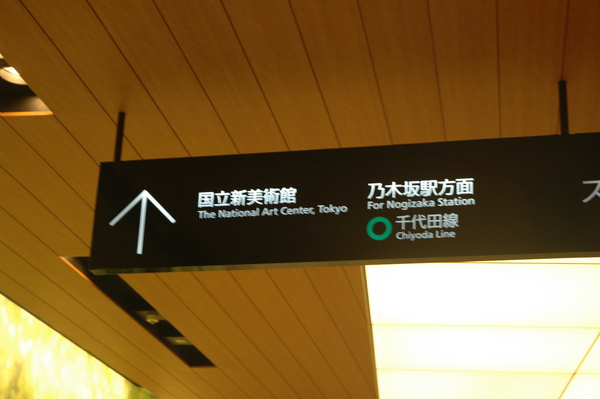 国立新美術館
The National Art Center, Tokyo
乃木坂駅方面
For Nogizaka Station
千代田線
Chiyoda Line